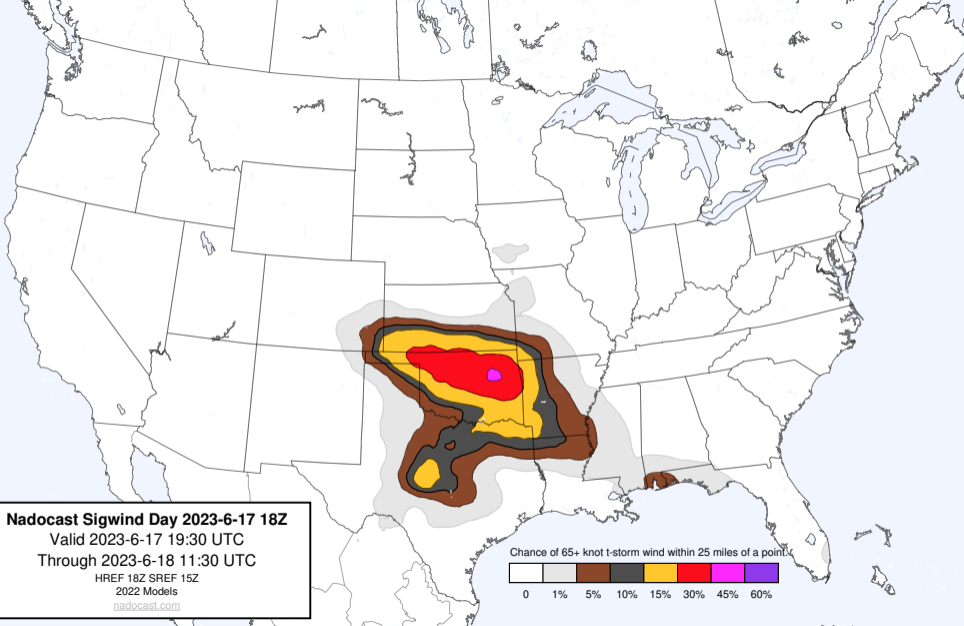 Nadocast Sigwind Day 2023-6-17 18Z
Valid 2023-6-17 19:30 UTC
Through 2023-6-18 11:30 UTC
HREF 18Z SREF 15Z
2022 Models
nadocast.com
Chance of 65+ knot t-storm wind within 25 miles of a point.
0 1% 5% 10% 15% 30% 45% 60%